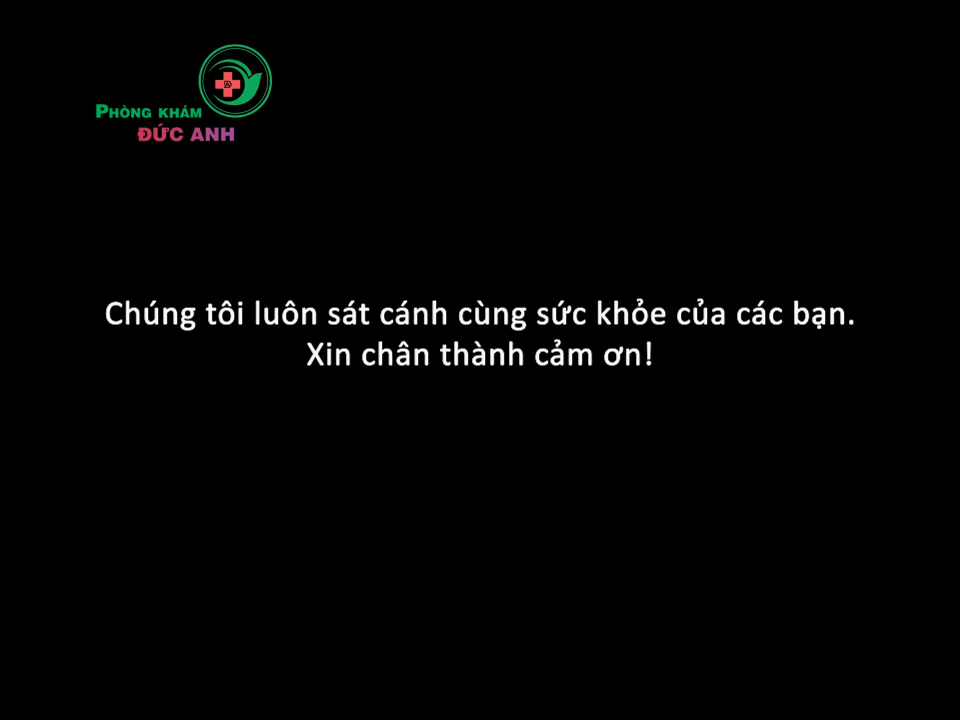 PHÒNG KHÁM
ĐỨC ANH
Chúng tôi luôn sát cánh cùng sức khỏe của các bạn.
Xin chân thành cảm ơn!